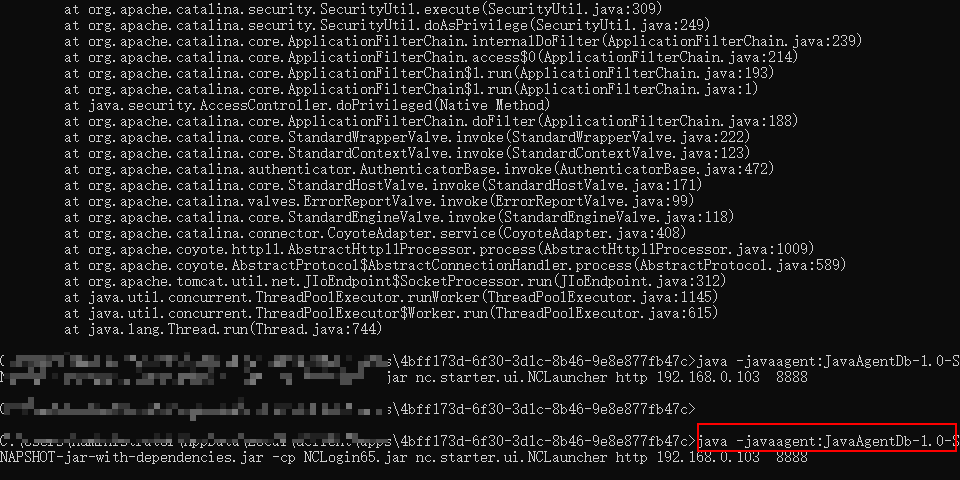 at org.apache.catalina.security.SecurityUtil.execute(SecurityUtil.java:309)
at org.apache.catalina.security.SecurityUtil.doAsPrivilege(SecurityUtil.java:249)
at org.apache.catalina.core.ApplicationFilterChain.internalDoFilter(ApplicationFilterChain.java:239)
at org.apache.catalina.core.ApplicationFilterChain.access$0(ApplicationFilterChain.java:214)
at org.apache.catalina.core.ApplicationFilterChain$1.run(ApplicationFilterChain.java:193)
at org.apache.catalina.core.ApplicationFilterChain$1.run(ApplicationFilterChain.java:1)
at java.security.AccessController.doPrivileged(Native Method)
at org.apache.catalina.core.ApplicationFilterChain.doFilter(ApplicationFilterChain.java:188)
at org.apache.catalina.core.StandardWrapperValve.invoke(StandardWrapperValve.java:222)
at org.apache.catalina.core.StandardContextValve.invoke(StandardContextValve.java:123)
at org.apache.catalina.authenticator.AuthenticatorBase.invoke(AuthenticatorBase.java:472)
at org.apache.catalina.core.StandardHostValve.invoke(StandardHostValve.java:171)
at org.apache.catalina.valves.ErrorReportValve.invoke(ErrorReportValve.java:99)
at org.apache.catalina.core.StandardEngineValve.invoke(StandardEngineValve.java:118)
at org.apache.catalina.connector.CoyoteAdapter.service(CoyoteAdapter.java:408)
at org.apache.coyote.http11.AbstractHttp11Processor.process(AbstractHttp11Processor.java:1009)
at org.apache.coyote.AbstractProtocol$AbstractConnectionHandler.process(AbstractProtocol.java:589)
at org.apache.tomcat.util.net.JIoEndpoint$SocketProcessor.run(JIoEndpoint.java:312)
at java.util.concurrent.ThreadPoolExecutor.runWorker(ThreadPoolExecutor.java:1145)
at java.util.concurrent.ThreadPoolExecutor$Worker.run(ThreadPoolExecutor.java:615)
at java.lang.Thread.run(Thread.java:744)
\4bff173d-6f30-3d1c-8b46-9e8e877fb47c>java -javaagent:JavaAgentDb-1.0-S
.jar nc.starter.ui.NCLauncher http 192.168.0.103  8888
\4bff173d-6f30-3d1c-8b46-9e8e877fb47c>
\4bff173d-6f30-3d1c-8b46-9e8e877fb47c>java -javaagent:JavaAgentDb-1.0-S
NAPSHOT-jar-with-dependencies.jar -cp NCLogin65.jar nc.starter.ui.NCLauncher http 192.168.0.103  8888